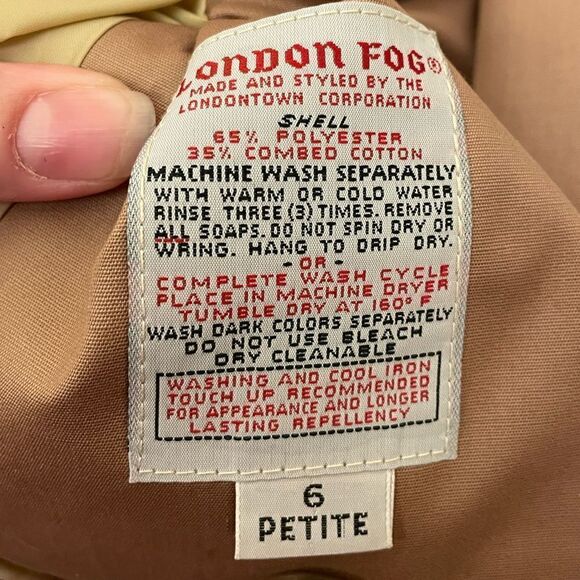 LONDON FOG®
MADE AND STYLED BY THE
LONDONTOWN CORPORATION
SHELL
65% POLYESTER
35% COMBED COTTON
MACHINE WASH SEPARATELY
WITH WARM OR COLD WATER
RINSE THREE (3) TIMES. REMOVE
ALL SOAPS. DO NOT SPIN DRY OR
WRING. HANG TO DRIP DRY.
-OR-
COMPLETE WASH CYCLE
PLACE IN MACHINE DRYER
TUMBLE DRY AT 160° F
WASH DARK COLORS SEPARATELY
DO NOT USE BLEACH
DRY CLEANABLE
WASHING AND COOL IRON
TOUCH UP RECOMMENDED
FOR APPEARANCE AND LONGER
LASTING REPELLENCY
6
PETITE